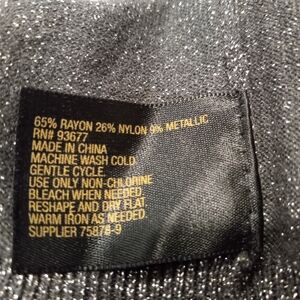 65% RAYON 26% NYLON 9% METALLIC
RN# 93677
MADE IN CHINA
MACHINE WASH COLD
GENTLE CYCLE.
USE ONLY NON-CHLORINE
BLEACH WHEN NEEDED.
RESHAPE AND DRY FLAT.
WARM IRON AS NEEDED.
SUPPLIER 75878-9